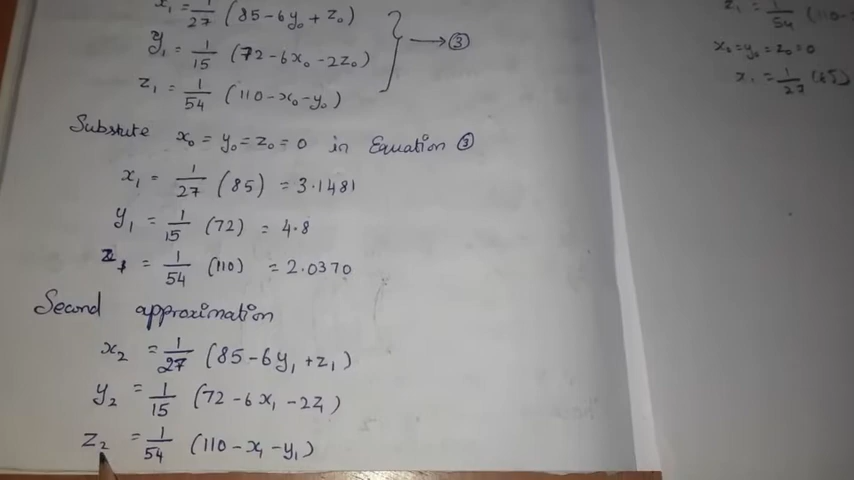 x₁ = 1/27 (85 - 6y₀ + z₀)
y₁ = 1/15 (72 - 6x₀ - 2z₀) → ③
z₁ = 1/54 (110 - x₀ - y₀)
Substute x₀ = y₀ = z₀ = 0 in Equation ③
x₁ = 1/27 (85) = 3.1481
y₁ = 1/15 (72) = 4.8
z₁ = 1/54 (110) = 2.0370
Second approximation
x₂ = 1/27 (85 - 6y₁ + z₁)
y₂ = 1/15 (72 - 6x₁ - 2z₁)
z₂ = 1/54 (110 - x₁ - y₁)
z₁ = 1/54 (110 -
x₀ = y₀ = z₀ = 0
x₁ = 1/27 (85)